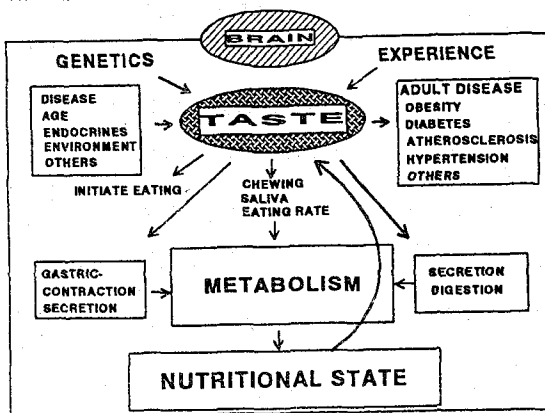 BRAIN
GENETICS
EXPERIENCE
DISEASE
AGE
ENDOCRINES
ENVIRONMENT
OTHERS
TASTE
ADULT DISEASE
OBESITY
DIABETES
ATHEROSCLEROSIS
HYPERTENSION
OTHERS
INITIATE EATING
CHEWING
SALIVA
EATING RATE
GASTRIC-
CONTRACTION
SECRETION
METABOLISM
SECRETION
DIGESTION
NUTRITIONAL STATE